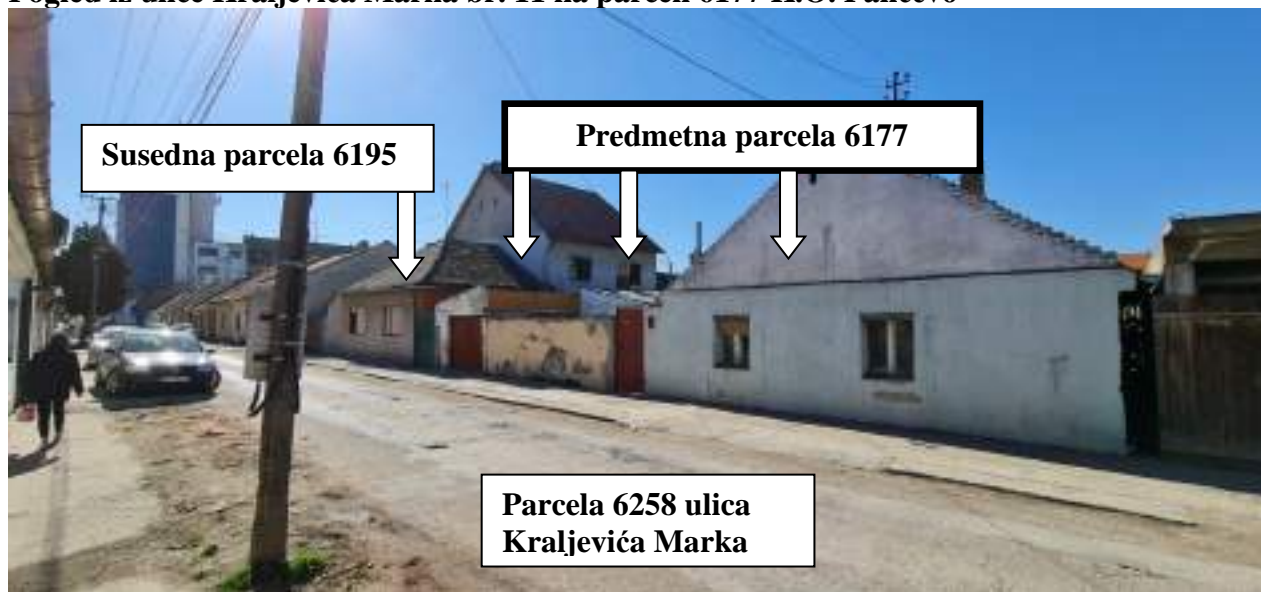 Pogled iz ulice Kraljevića Marka br. 11 na parceli 6177 K.O. Pančevo
Susedna parcela 6195
Predmetna parcela 6177
Parcela 6258 ulica
Kraljevića Marka